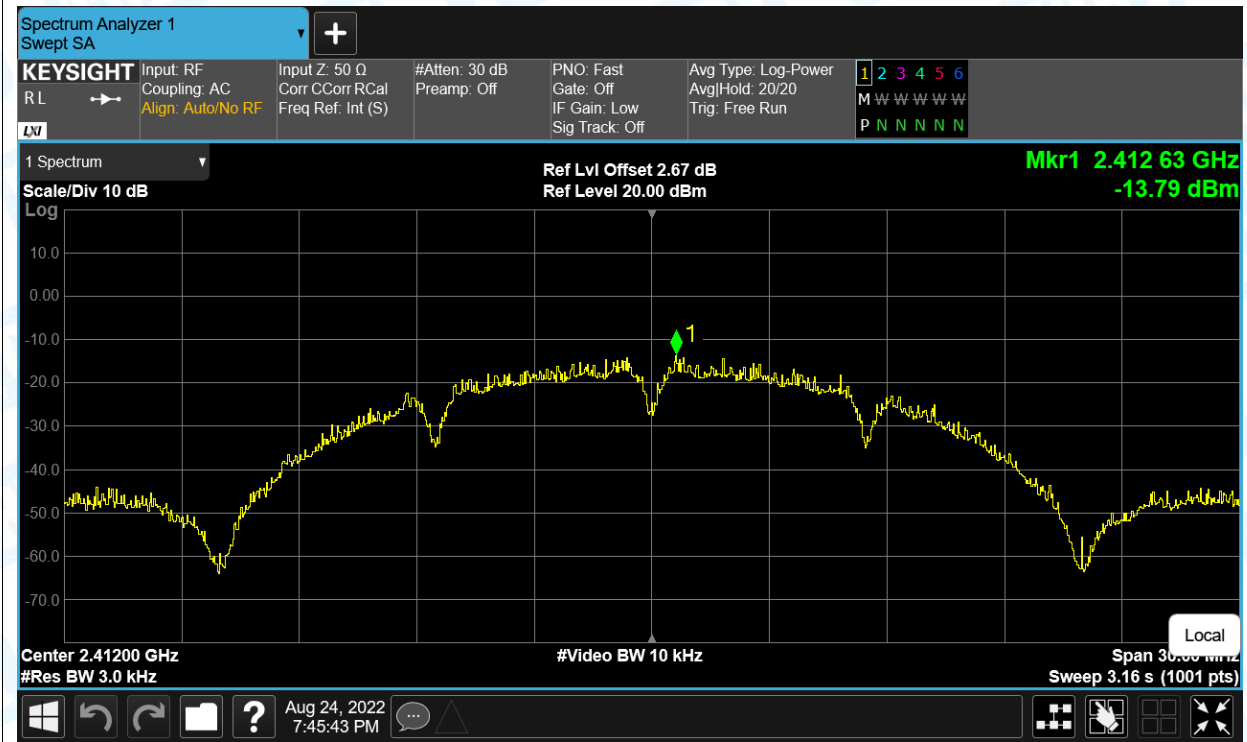 Spectrum Analyzer 1
Swept SA
+
KEYSIGHT
R L
LXI
Input: RF
Coupling: AC
Align: Auto/No RF
Input Z: 50 Ω
Corr CCorr RCal
Freq Ref: Int (S)
#Atten: 30 dB
Preamp: Off
PNO: Fast
Gate: Off
IF Gain: Low
Sig Track: Off
Avg Type: Log-Power
Avg|Hold: 20/20
Trig: Free Run
1 2 3 4 5 6
M W W W W W
P N N N N N
1 Spectrum
Scale/Div 10 dB
Log
Ref Lvl Offset 2.67 dB
Ref Level 20.00 dBm
Mkr1 2.412 63 GHz
-13.79 dBm
10.0
0.00
-10.0
-20.0
-30.0
-40.0
-50.0
-60.0
-70.0
1
Local
Center 2.41200 GHz
#Res BW 3.0 kHz
#Video BW 10 kHz
Span 30.00 MHz
Sweep 3.16 s (1001 pts)
?
Aug 24, 2022
7:45:43 PM